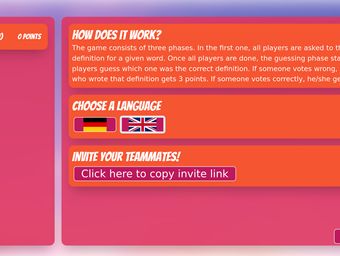 0 POINTS
HOW DOES IT WORK?
The game consists of three phases. In the first one, all players are asked to
definition for a given word. Once all players are done, the guessing phase
players guess which one was the correct definition. If someone votes wrong,
who wrote that definition gets 3 points. If someone votes correctly, he/she
CHOOSE A LANGUAGE
INVITE YOUR TEAMMATES!
Click here to copy invite link